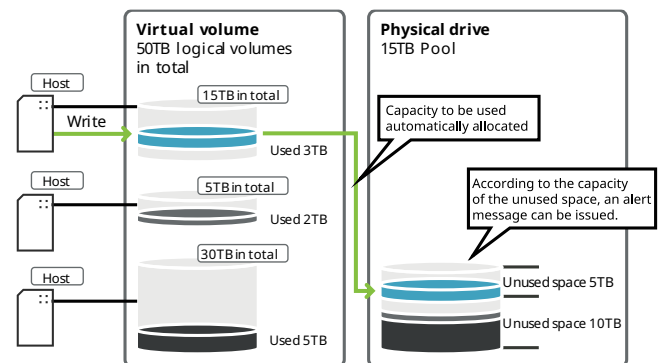 Virtual volume
50TB logical volumes
in total
Physical drive
15TB Pool
Host
15TB in total
Write
Used 3TB
Capacity to be used
automatically allocated
Host
5TB in total
Used 2TB
According to the capacity
of the unused space, an alert
message can be issued.
Host
30TB in total
Used 5TB
Unused space 5TB
Unused space 10TB